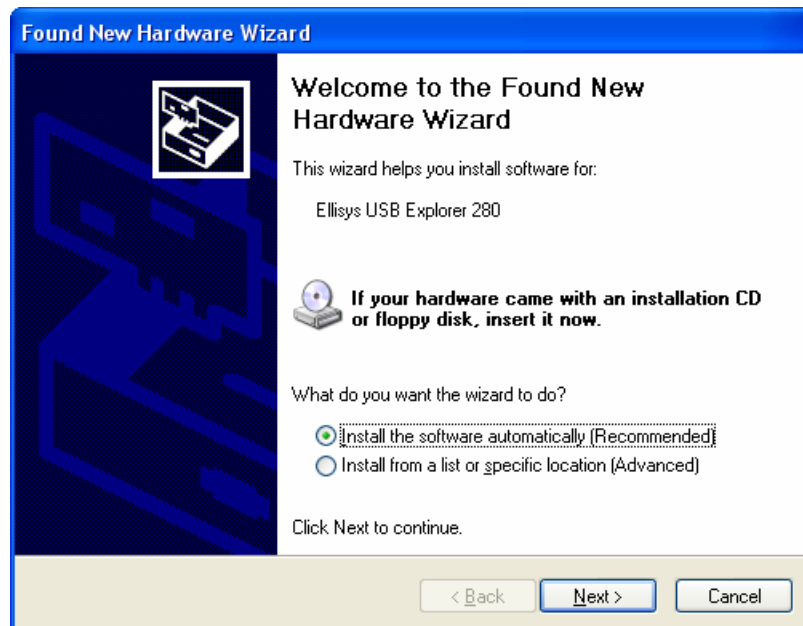 Found New Hardware Wizard
Welcome to the Found New
Hardware Wizard
This wizard helps you install software for:
Ellisys USB Explorer 280
If your hardware came with an installation CD
or floppy disk, insert it now.
What do you want the wizard to do?
Install the software automatically (Recommended)
Install from a list or specific location (Advanced)
Click Next to continue.
< Back Next > Cancel